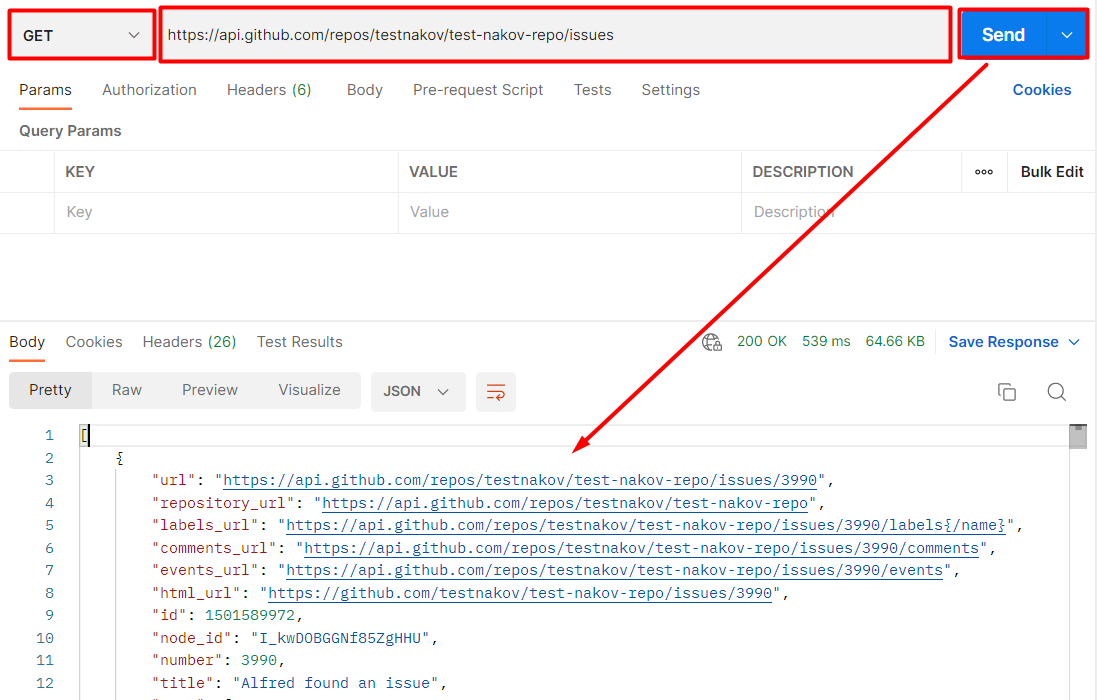 GET https://api.github.com/repos/testnakov/test-nakov-repo/issues Send
Params Authorization Headers (6) Body Pre-request Script Tests Settings Cookies
Query Params
KEY VALUE DESCRIPTION ooo Bulk Edit
Key Value Description
Body Cookies Headers (26) Test Results 200 OK 539 ms 64.66 KB Save Response
Pretty Raw Preview Visualize JSON
1 [
2 {
3 "url": "https://api.github.com/repos/testnakov/test-nakov-repo/issues/3990",
4 "repository_url": "https://api.github.com/repos/testnakov/test-nakov-repo",
5 "labels_url": "https://api.github.com/repos/testnakov/test-nakov-repo/issues/3990/labels{/name}",
6 "comments_url": "https://api.github.com/repos/testnakov/test-nakov-repo/issues/3990/comments",
7 "events_url": "https://api.github.com/repos/testnakov/test-nakov-repo/issues/3990/events",
8 "html_url": "https://github.com/testnakov/test-nakov-repo/issues/3990",
9 "id": 1501589972,
10 "node_id": "I_kwDOBGGNf85ZgHHU",
11 "number": 3990,
12 "title": "Alfred found an issue",